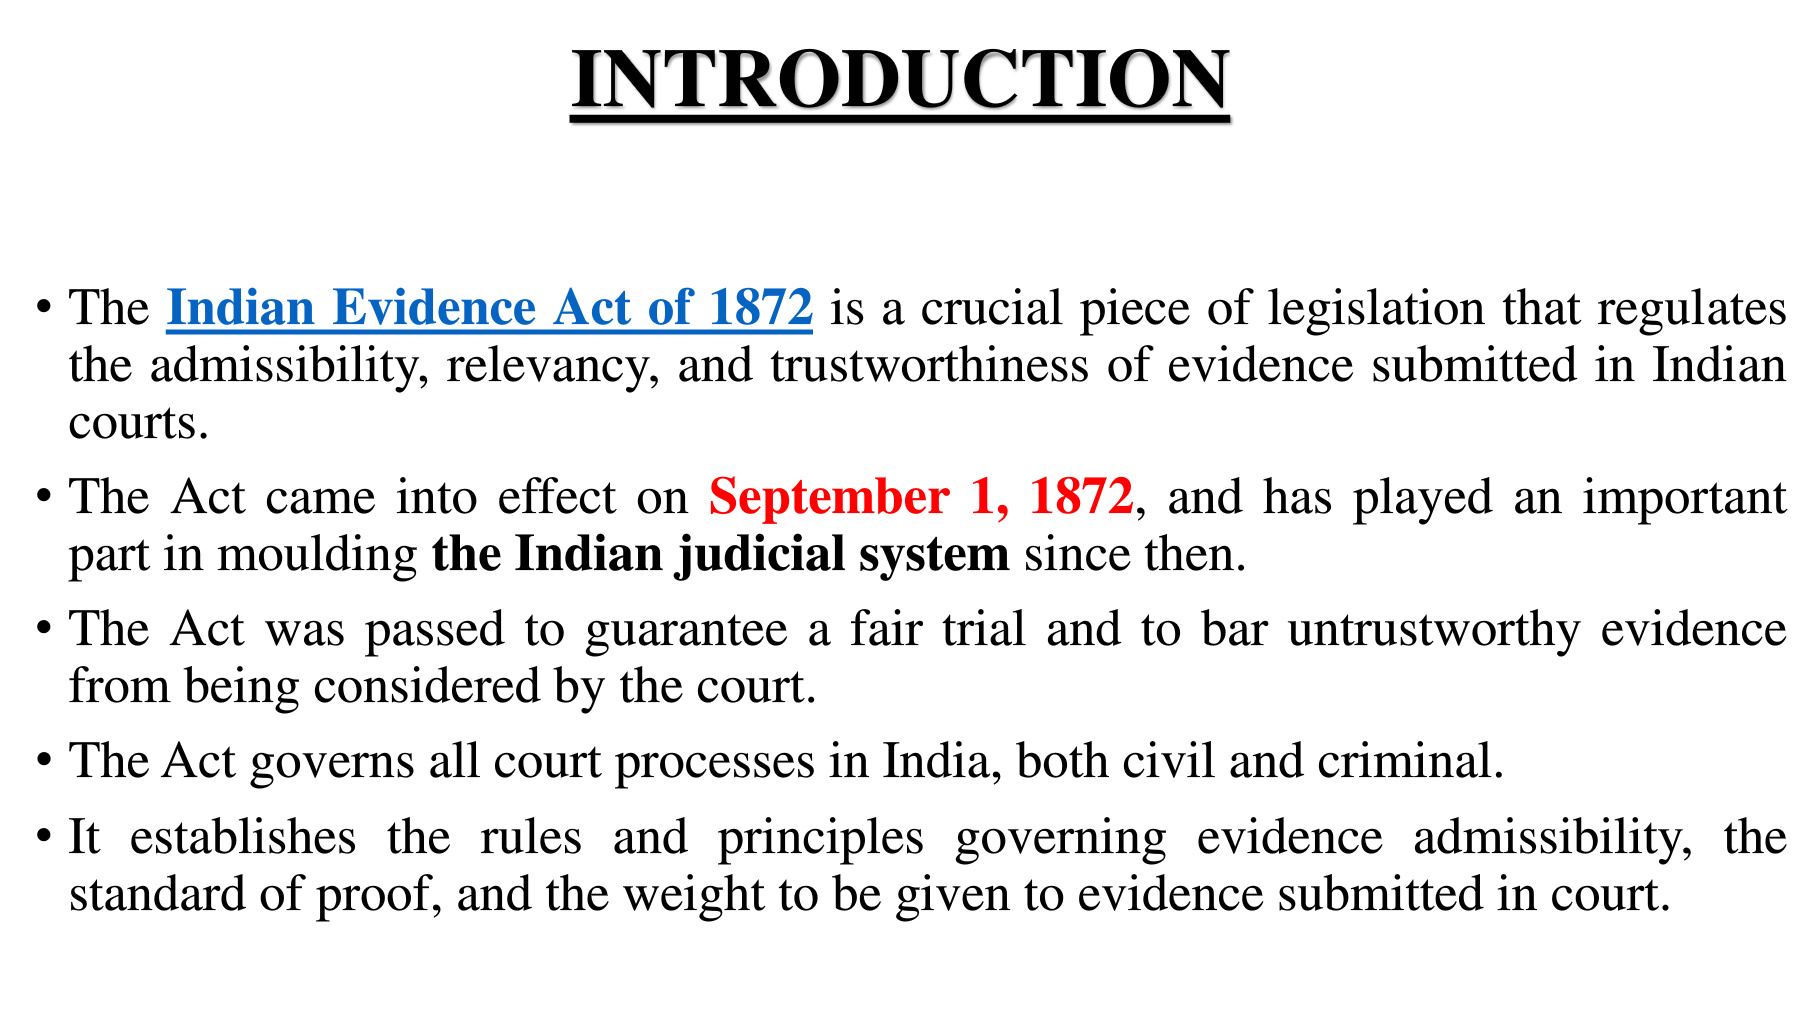 INTRODUCTION
• The Indian Evidence Act of 1872 is a crucial piece of legislation that regulates
the admissibility, relevancy, and trustworthiness of evidence submitted in Indian
courts.
• The Act came into effect on September 1, 1872, and has played an important
part in moulding the Indian judicial system since then.
• The Act was passed to guarantee a fair trial and to bar untrustworthy evidence
from being considered by the court.
• The Act governs all court processes in India, both civil and criminal.
• It establishes the rules and principles governing evidence admissibility, the
standard of proof, and the weight to be given to evidence submitted in court.